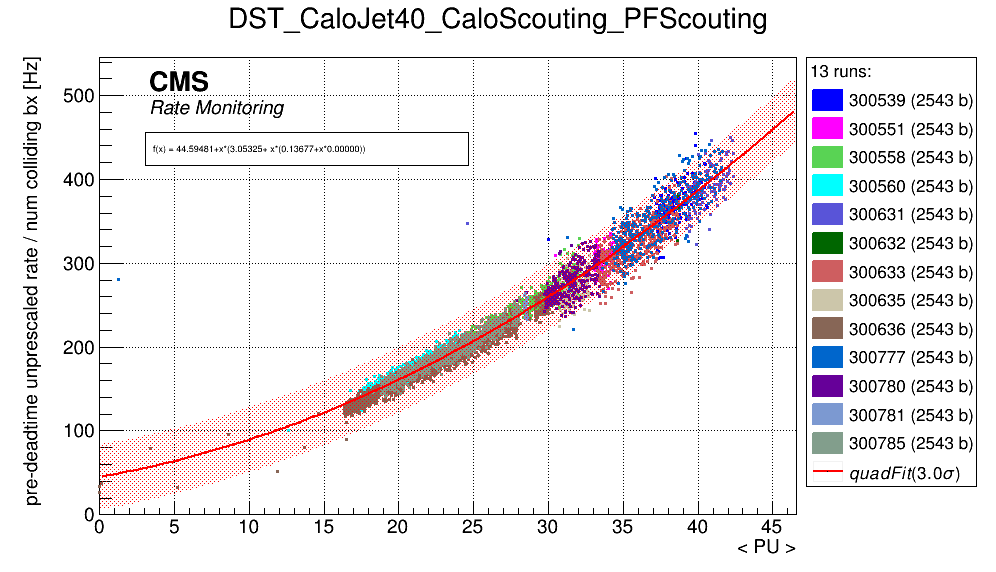 DST_CaloJet40_CaloScouting_PFScouting
pre-deadtime unprescaled rate / num colliding bx [Hz]
CMS
Rate Monitoring
f(x) = 44.59481+x*(3.05325+ x*(0.13677+x*0.00000))
500
400
300
200
100
0
0 5 10 15 20 25 30 35 40 45
< PU >
13 runs:
300539 (2543 b)
300551 (2543 b)
300558 (2543 b)
300560 (2543 b)
300631 (2543 b)
300632 (2543 b)
300633 (2543 b)
300635 (2543 b)
300636 (2543 b)
300777 (2543 b)
300780 (2543 b)
300781 (2543 b)
300785 (2543 b)
quadFit(3.0σ)